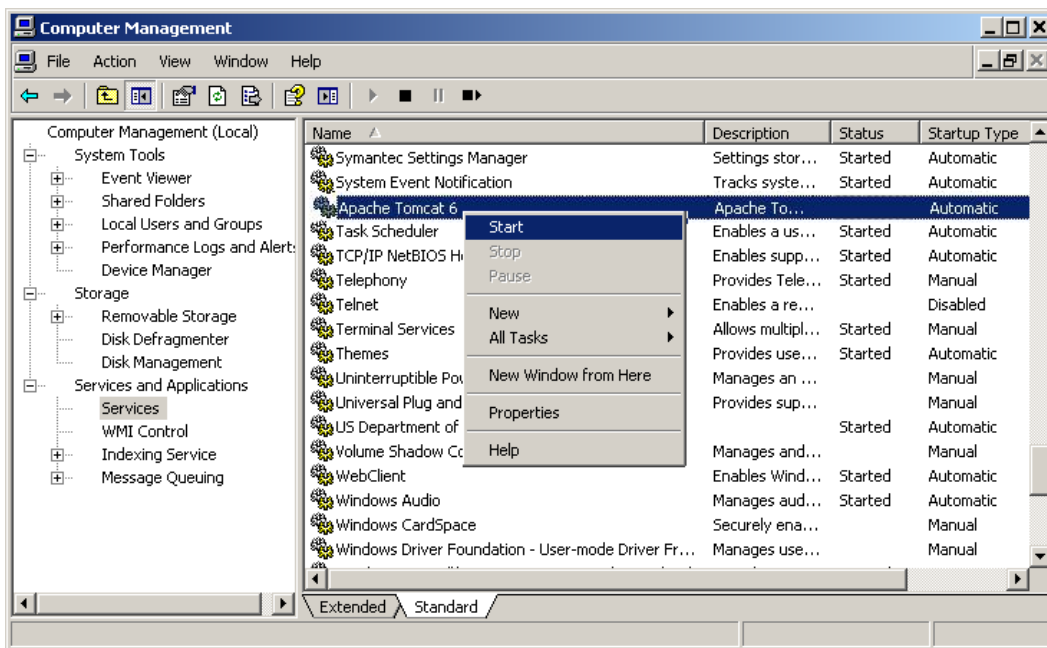 Computer Management
File Action View Window Help
Computer Management (Local)
System Tools
Event Viewer
Shared Folders
Local Users and Groups
Performance Logs and Alert
Device Manager
Storage
Removable Storage
Disk Defragmenter
Disk Management
Services and Applications
Services
WMI Control
Indexing Service
Message Queuing
Name Description Status Startup Type
Symantec Settings Manager Settings stor... Started Automatic
System Event Notification Tracks syste... Started Automatic
Apache Tomcat 6 Apache To... Automatic
Task Scheduler Enables a us... Started Automatic
TCP/IP NetBIOS H Enables supp... Started Automatic
Telephony Provides Tele... Started Manual
Telnet Enables a re... Disabled
Terminal Services Allows multipl... Started Manual
Themes Provides use... Started Automatic
Uninterruptible Pow Manages an ... Manual
Universal Plug and Provides sup... Manual
US Department of Started Automatic
Volume Shadow Co Manages and... Manual
WebClient Enables Wind... Started Automatic
Windows Audio Manages aud... Started Automatic
Windows CardSpace Securely ena... Manual
Windows Driver Foundation - User-mode Driver Fr... Manages use... Manual
Start
Stop
Pause
New
All Tasks
New Window from Here
Properties
Help
Extended Standard